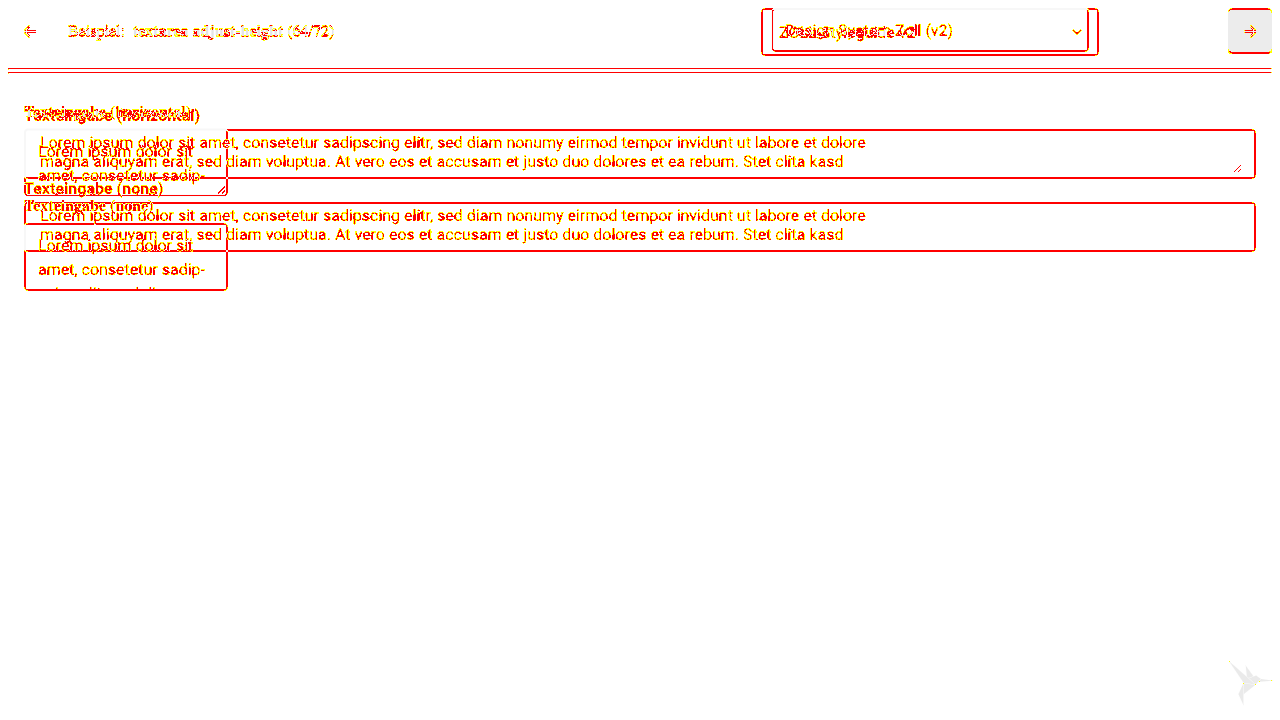 Beispiel: textarea adjust-height (64/72)
(v2)
Texteingabe (horizontal)
Lorem ipsum dolor sit amet, consetetur sadipscing elitr, sed diam nonumy eirmod tempor invidunt ut labore et dolore
Lorem ipsum dolor sit
magna aliquyam erat, sed diam voluptua. At vero eos et accusam et justo duo dolores et ea rebum. Stet clita kasd
amet, consetetur sadip-
Texteingabe (none)
Texteingabe (none)
Lorem ipsum dolor sit amet, consetetur sadipscing elitr, sed diam nonumy eirmod tempor invidunt ut labore et dolore
magna aliquyam erat, sed diam voluptua. At vero eos et accusam et justo duo dolores et ea rebum. Stet clita kasd
Lorem ipsum dolor sit
amet, consetetur sadip-